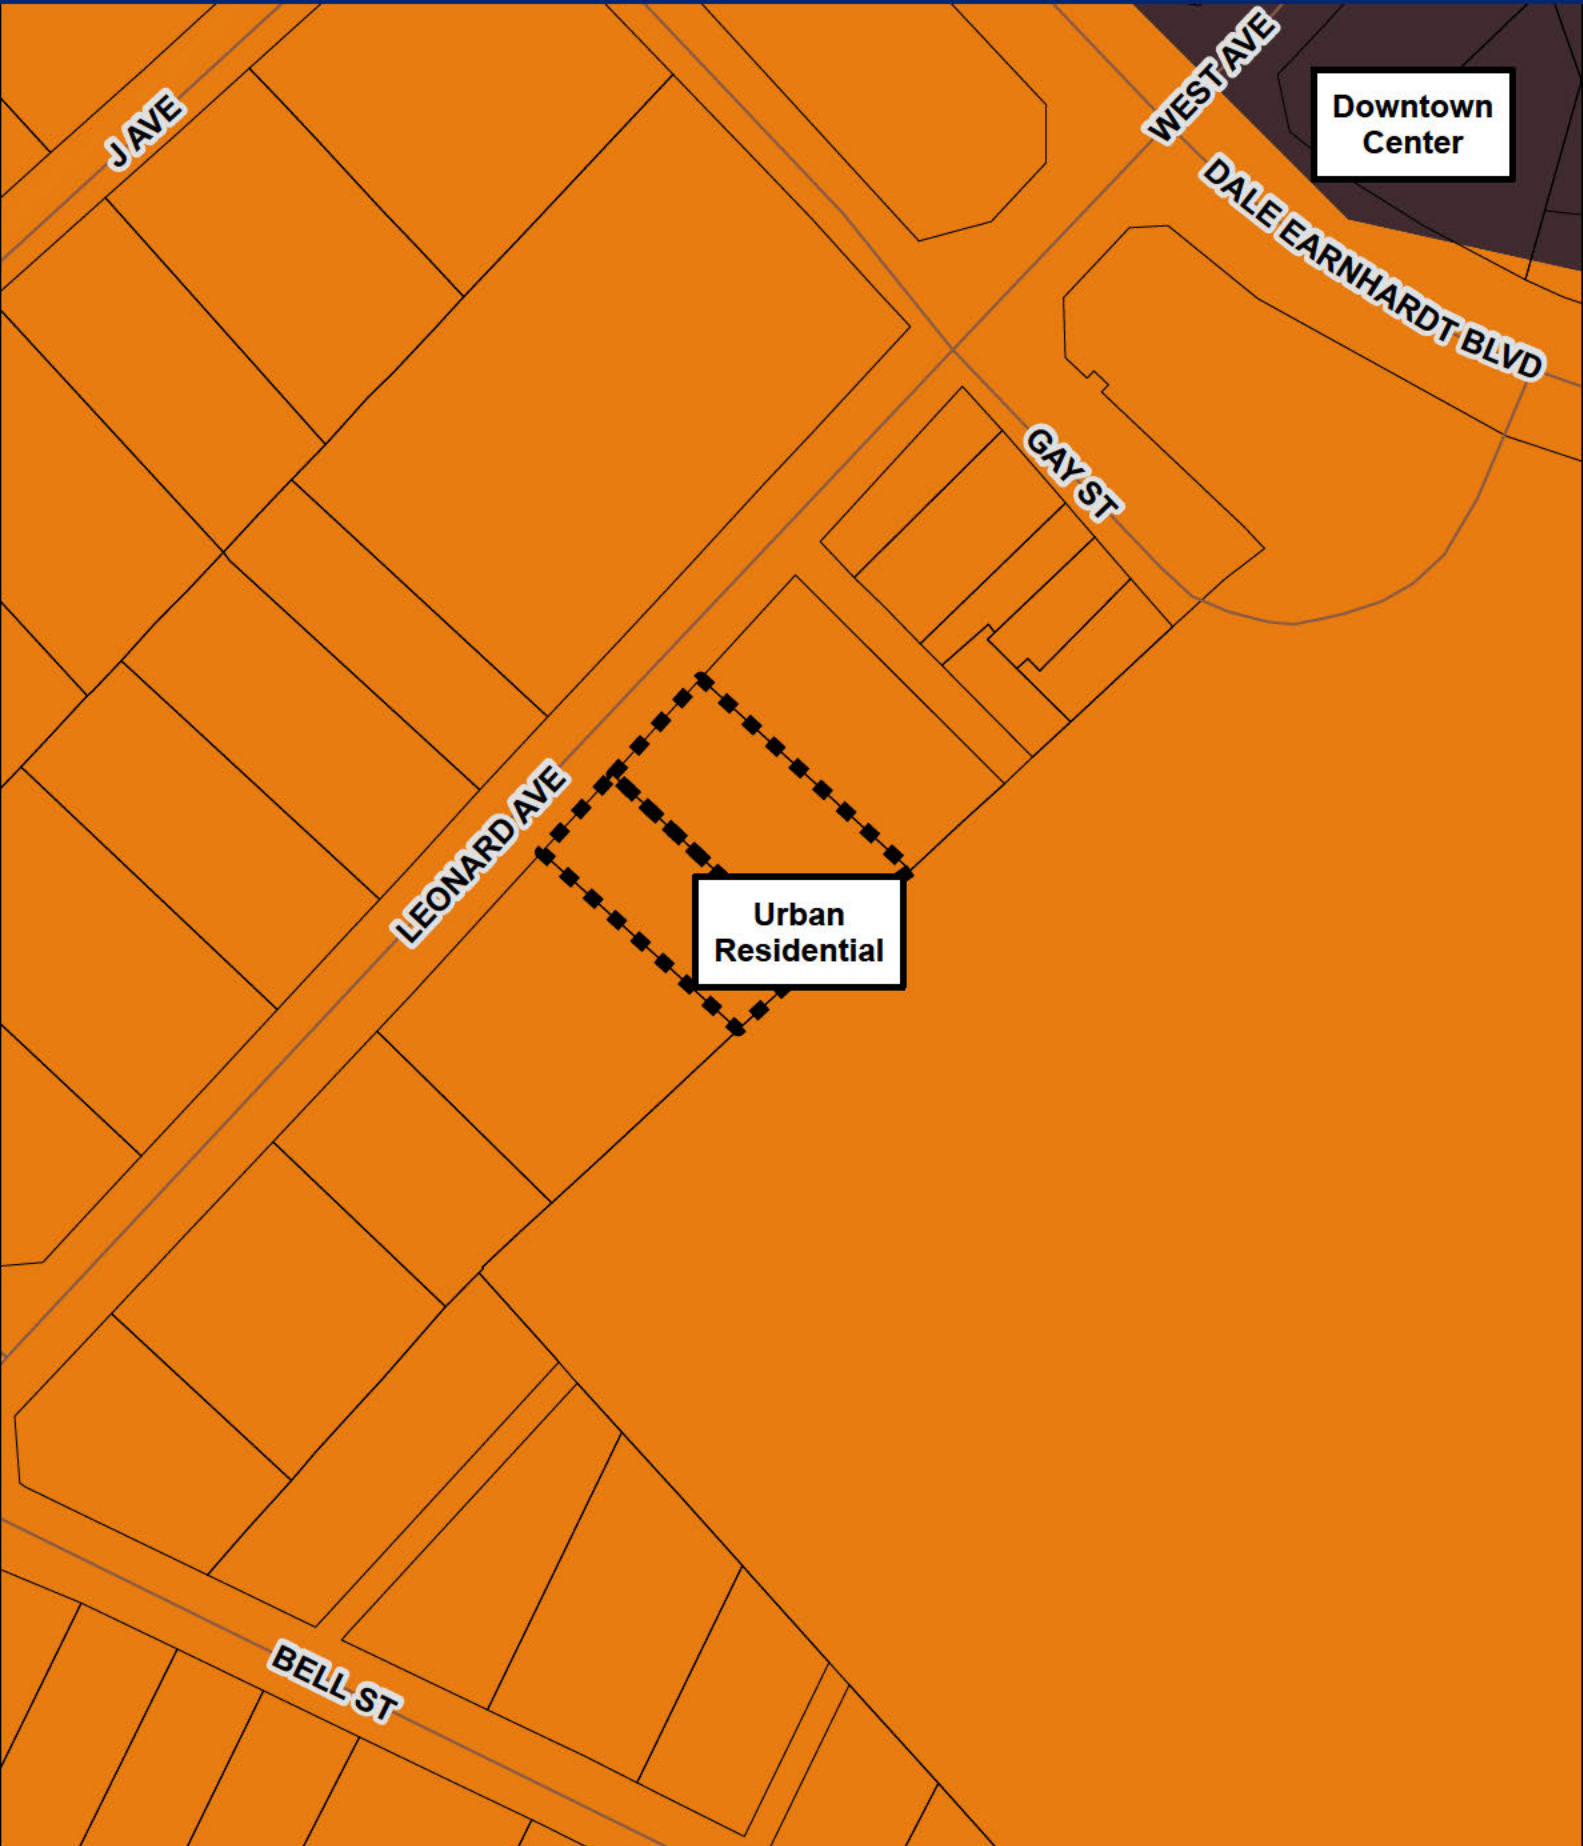 J AVE
WEST AVE
Downtown
Center
DALE EARNHARDT BLVD
GAY ST
LEONARD AVE
Urban
Residential
BELL ST